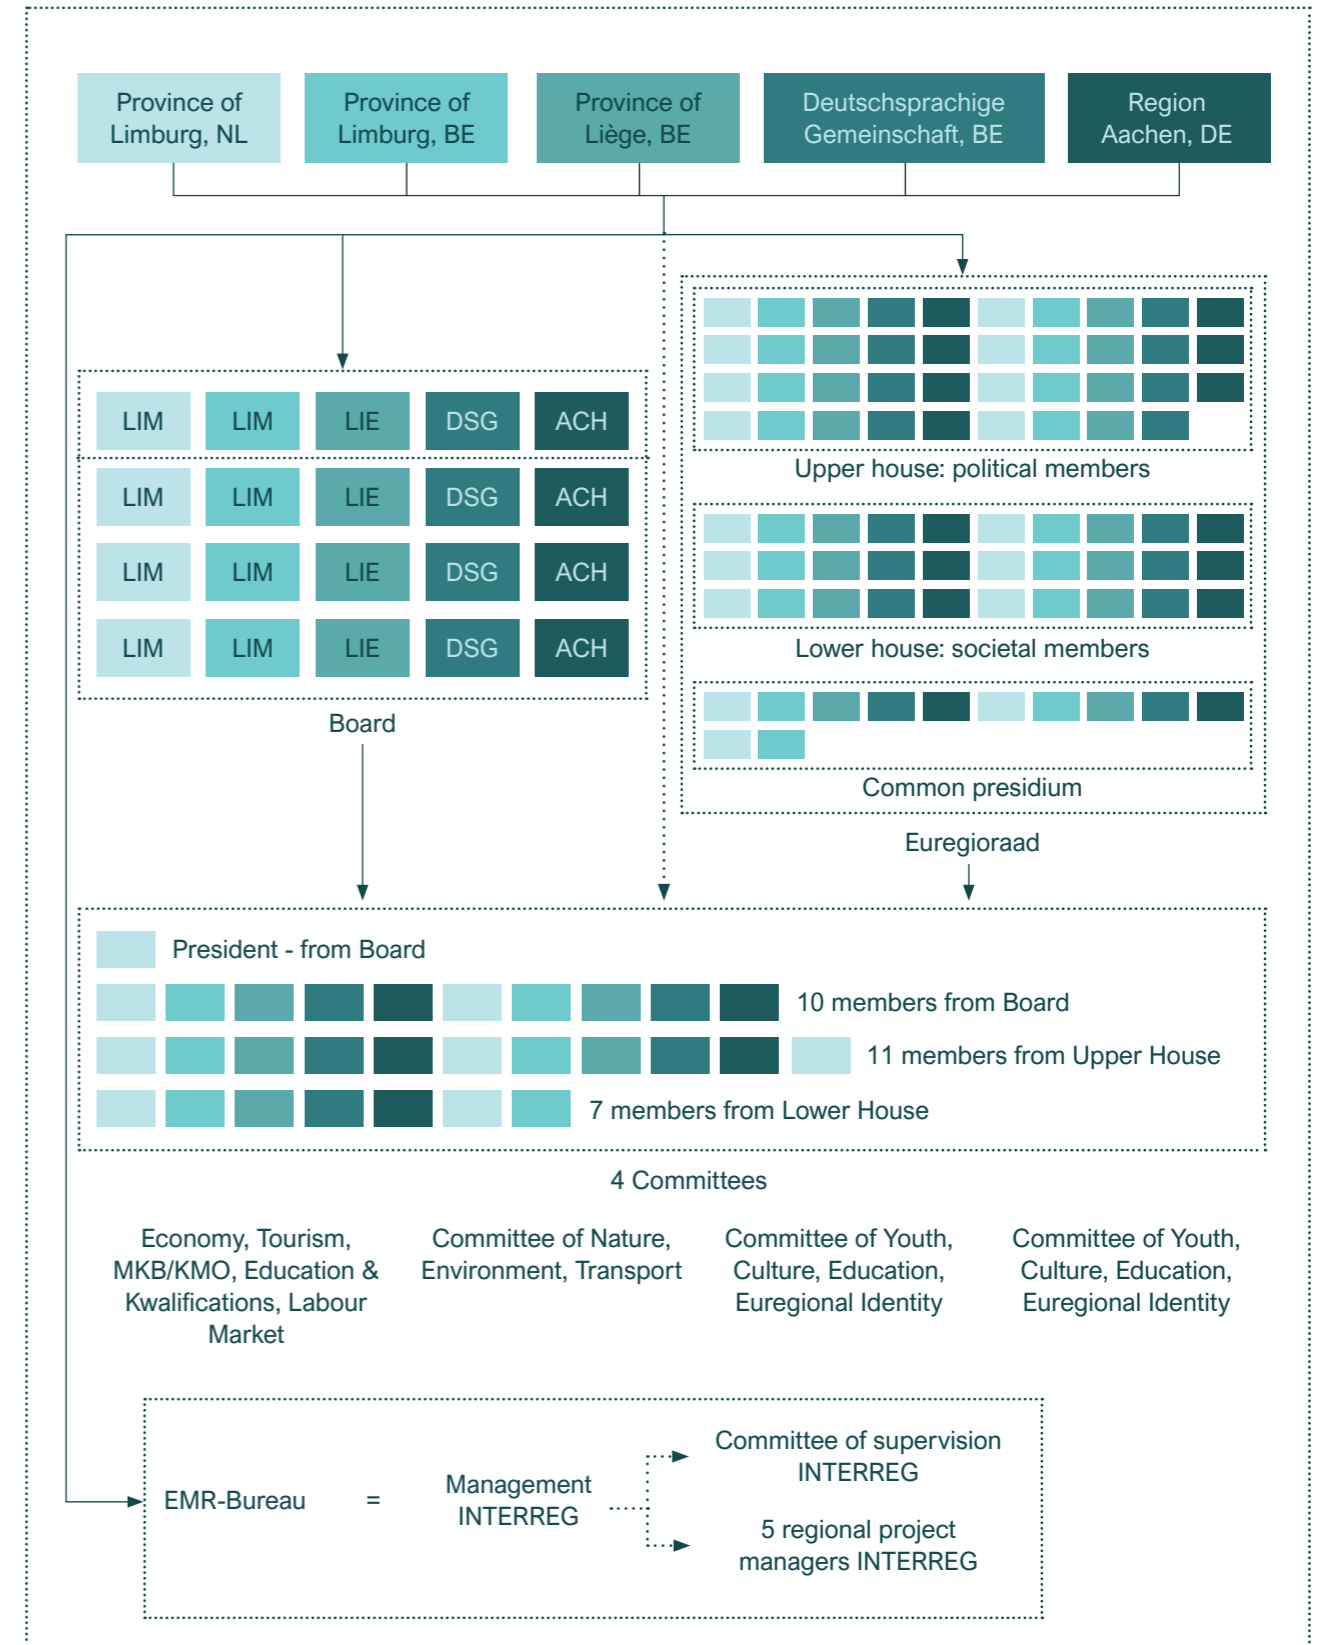 Province of
Limburg, NL
Province of
Limburg, BE
Province of
Liège, BE
Deutschsprachige
Gemeinschaft, BE
Region
Aachen, DE
LIM LIM LIE DSG ACH
LIM LIM LIE DSG ACH
LIM LIM LIE DSG ACH
LIM LIM LIE DSG ACH
Board
Upper house: political members
Lower house: societal members
Common presidium
Euregioraad
President - from Board
10 members from Board
11 members from Upper House
7 members from Lower House
4 Committees
Economy, Tourism,
MKB/KMO, Education &
Kwalifications, Labour
Market
Committee of Nature,
Environment, Transport
Committee of Youth,
Culture, Education,
Euregional Identity
Committee of Youth,
Culture, Education,
Euregional Identity
EMR-Bureau
=
Management
INTERREG
Committee of supervision
INTERREG
5 regional project
managers INTERREG